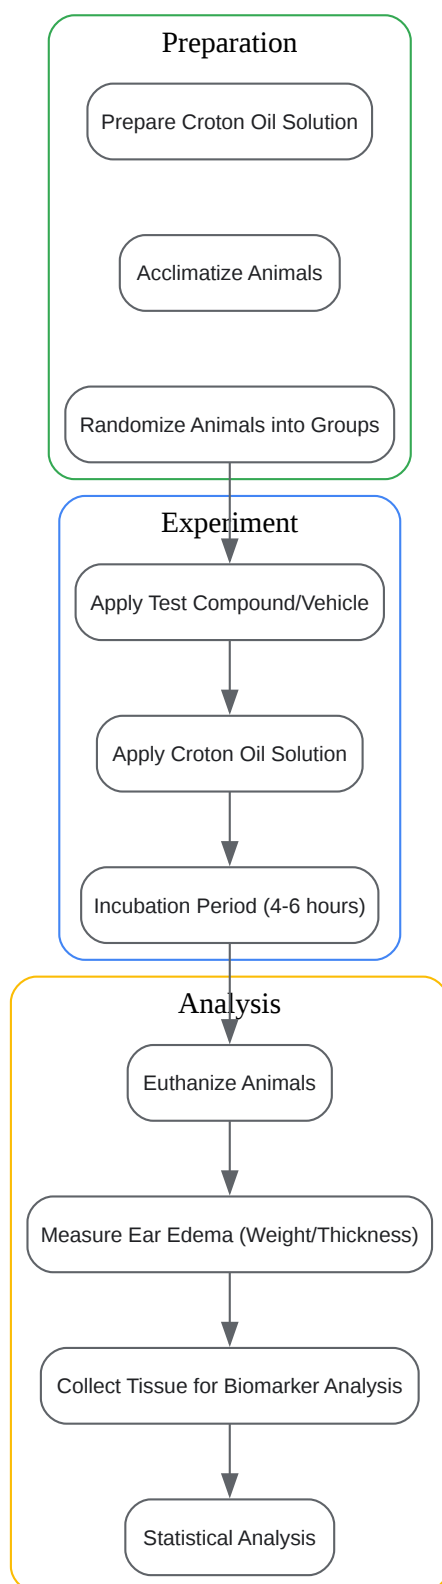 Preparation
Prepare Croton Oil Solution
Acclimatize Animals
Randomize Animals into Groups
Experiment
Apply Test Compound/Vehicle
Apply Croton Oil Solution
Incubation Period (4-6 hours)
Analysis
Euthanize Animals
Measure Ear Edema (Weight/Thickness)
Collect Tissue for Biomarker Analysis
Statistical Analysis